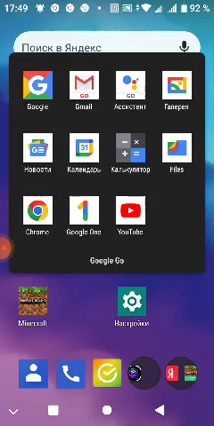 17:49 92 %
Поиск в Яндекс
Google Gmail Ассистент Галерея
Новости Календарь Калькулятор Files
Chrome Google One YouTube
Google Go
Minecraft Настройки